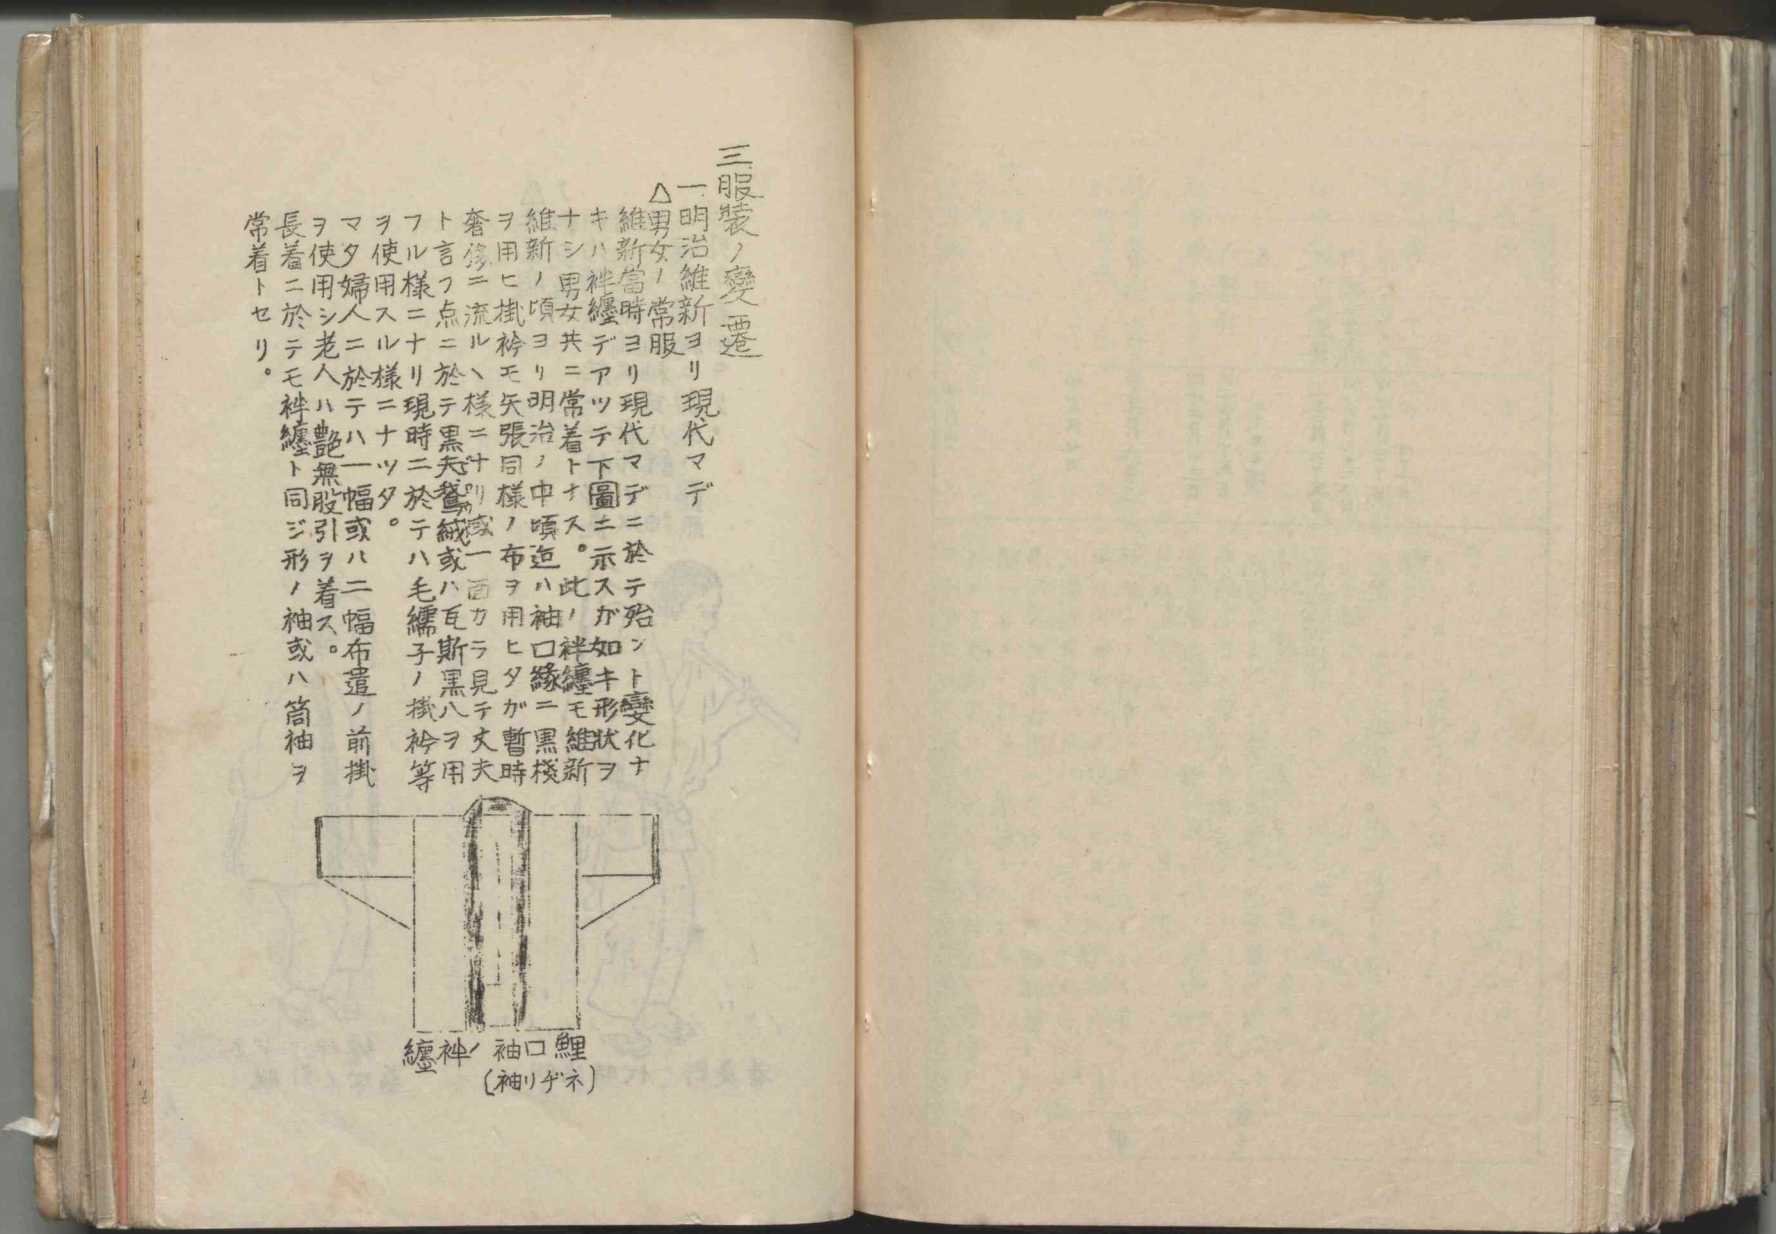 三.服装ノ變遷
一.明治維新ヨリ現代マデ
△男女ノ常服
維新當時ヨリ現代マデニ於テ殆ント變化ナ
キハ袢纏デアツテ下圖ニ示スガ如キ形状ヲ
ナシ男女共ニ常着トナス。此ノ袢纏モ維新
維新ノ頃ヨリ明治ノ中頃迄ハ袖口縁ニ黒棧
ヲ用ヒ掛衿モ矢張同様ノ布ヲ用ヒタガ暫時
奢侈ニ流ルヽ様ニナリ或一面カラ見テ丈夫
ト言フ点ニ於テ黒天鵞絨或ハ瓦斯黒八ヲ用
フル様ニナリ現時ニ於テハ毛繻子ノ掛衿等
ヲ使用スル様ニナツタ。
マタ婦人ニ於テハ一幅或ハ二幅布遣ノ前掛
ヲ使用シ老人ハ艶無股引ヲ着ス。
長着ニ於テモ袢纏ト同ジ形ノ袖或ハ筒袖ヲ
常着トセリ。
鯉口袖ノ袢纏
(ネヂリ袖)